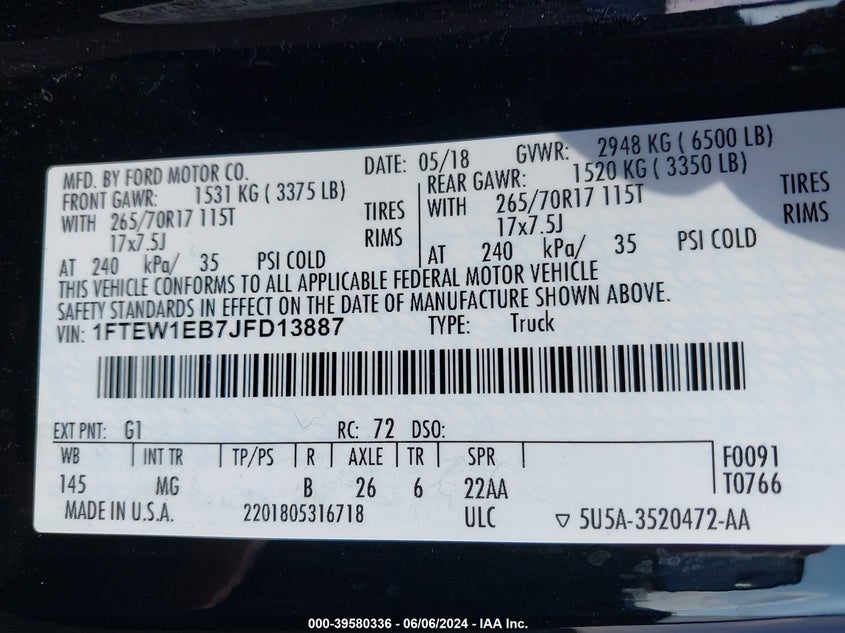 MFD. BY FORD MOTOR CO. DATE: 05/18 GVWR: 2948 KG ( 6500 LB)
FRONT GAWR: 1531 KG ( 3375 LB) REAR GAWR: 1520 KG ( 3350 LB)
WITH 265/70R17 115T TIRES WITH 265/70R17 115T TIRES
17x7.5J RIMS 17x7.5J RIMS
AT 240 kPa/ 35 PSI COLD AT 240 kPa/ 35 PSI COLD
THIS VEHICLE CONFORMS TO ALL APPLICABLE FEDERAL MOTOR VEHICLE
SAFETY STANDARDS IN EFFECT ON THE DATE OF MANUFACTURE SHOWN ABOVE.
VIN: 1FTEW1EB7JFD13887 TYPE: Truck
EXT PNT: G1 RC: 72 DSO:
WB INT TR TP/PS R AXLE TR SPR F0091
145 MG B 26 6 22AA T0766
MADE IN U.S.A. 2201805316718 ULC ▽ 5U5A-3520472-AA
000-39580336 - 06/06/2024 - IAA Inc.